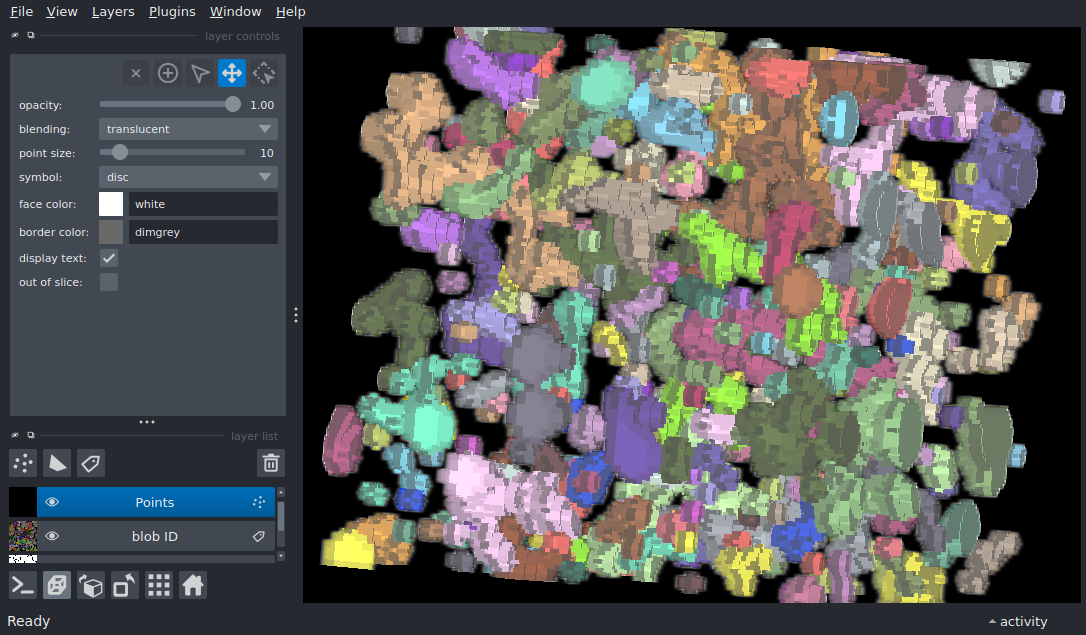 File View Layers Plugins Window Help
layer controls
opacity: 1.00
blending: translucent
point size: 10
symbol: disc
face color: white
border color: dimgrey
display text:
out of slice:
layer list
Points
blob ID
Ready
activity